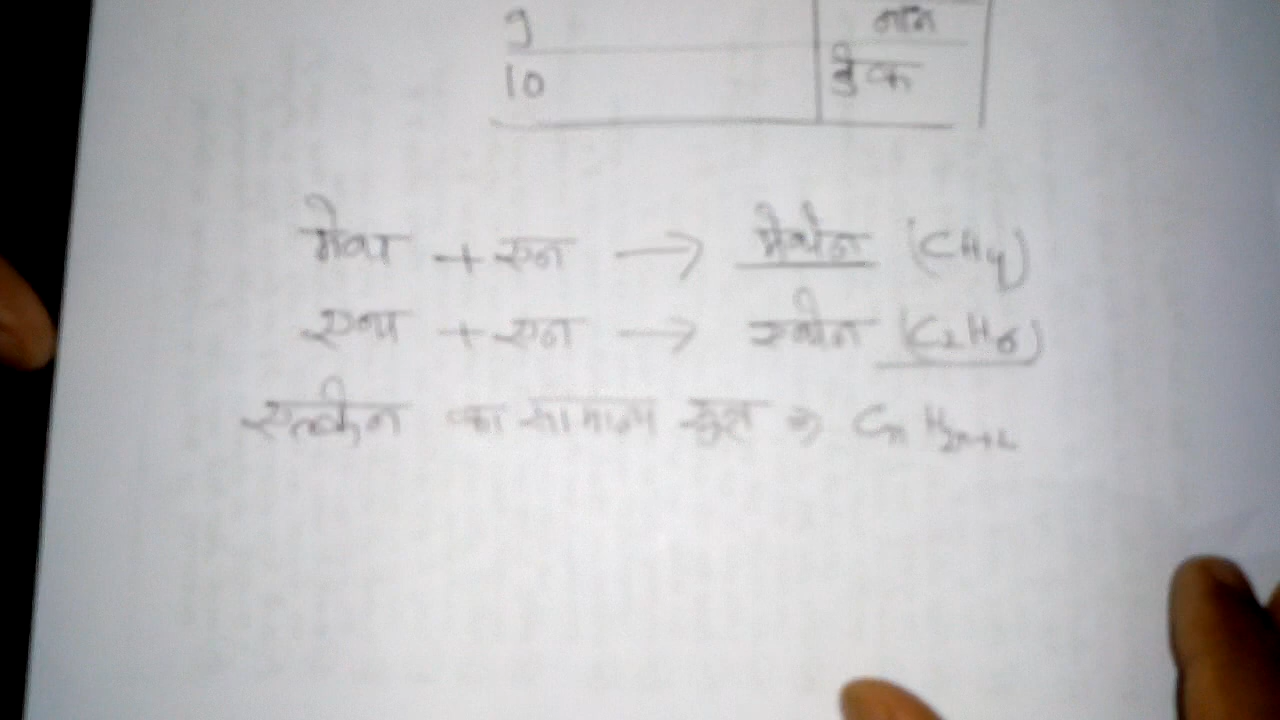 9 नान
10 डेक
मेथ + एन → मेथेन (CH4)
एथ + एन → एथेन (C2H6)
एल्केन का सामान्य सुत्र => CnH2n+2